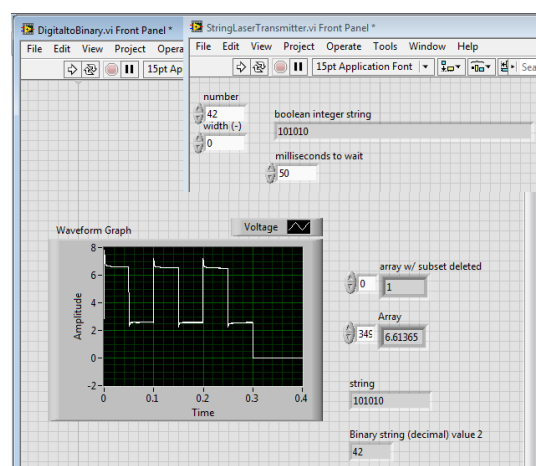 DigitaltoBinary.vi Front Panel *
File Edit View Project Opera
15pt Ap
StringLaserTransmitter.vi Front Panel *
File Edit View Project Operate Tools Window Help
15pt Application Font
Sea
number
42
width (-)
0
boolean integer string
101010
milliseconds to wait
50
Waveform Graph
Voltage
Amplitude
8
6
4
2
0
-2
0 0.1 0.2 0.3 0.4
Time
array w/ subset deleted
0 1
Array
349 6.61365
string
101010
Binary string (decimal) value 2
42